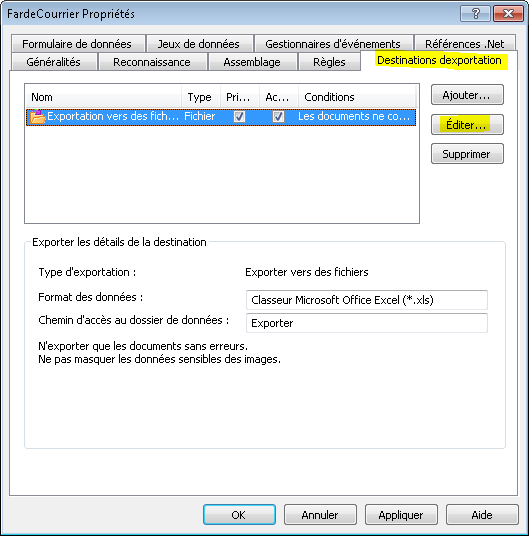 FardeCourrier Propriétés
Formulaire de données Jeux de données Gestionnaires d'événements Références .Net
Généralités Reconnaissance Assemblage Règles Destinations dexportation
Nom Type Pri... Ac... Conditions
Exportation vers des fich... Fichier Les documents ne co...
Ajouter...
Éditer...
Supprimer
Exporter les détails de la destination
Type d'exportation : Exporter vers des fichiers
Format des données : Classeur Microsoft Office Excel (*.xls)
Chemin d'accès au dossier de données : Exporter
N'exporter que les documents sans erreurs.
Ne pas masquer les données sensibles des images.
OK Annuler Appliquer Aide